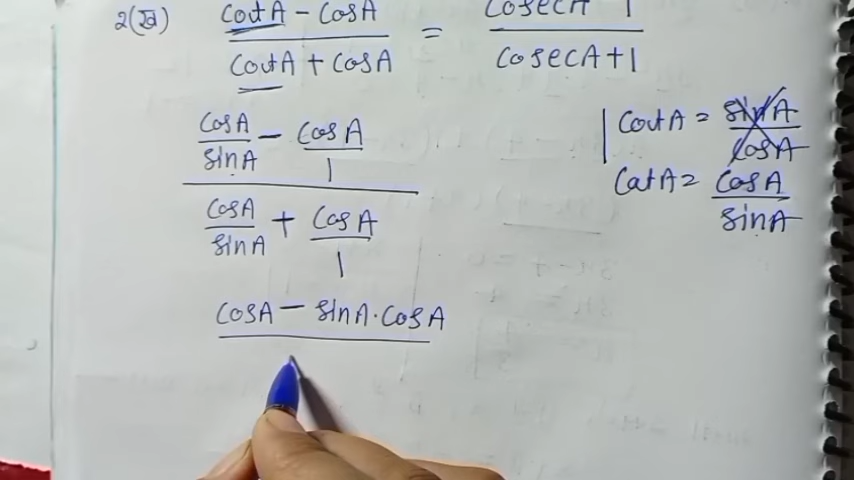 2(ख) CotA - CosA / CotA + CosA = CosecA - 1 / CosecA + 1
CosA/sinA - CosA/1
CosA/sinA + CosA/1
CotA = sinA/CosA
CotA = CosA/sinA
CosA - sinA.CosA